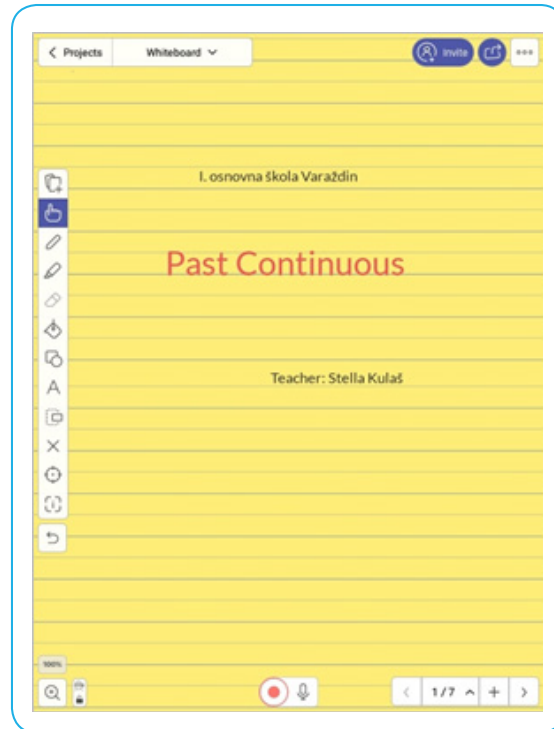 Projects Whiteboard Invite
I. osnovna škola Varaždin
Past Continuous
Teacher: Stella Kulaš
A
100%
1/7